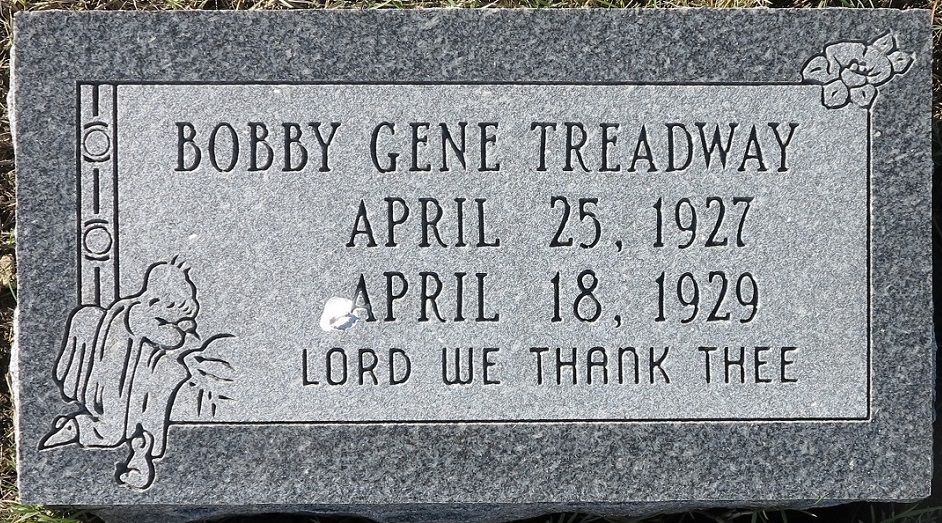 BOBBY GENE TREADWAY
APRIL 25, 1927
APRIL 18, 1929
LORD WE THANK THEE